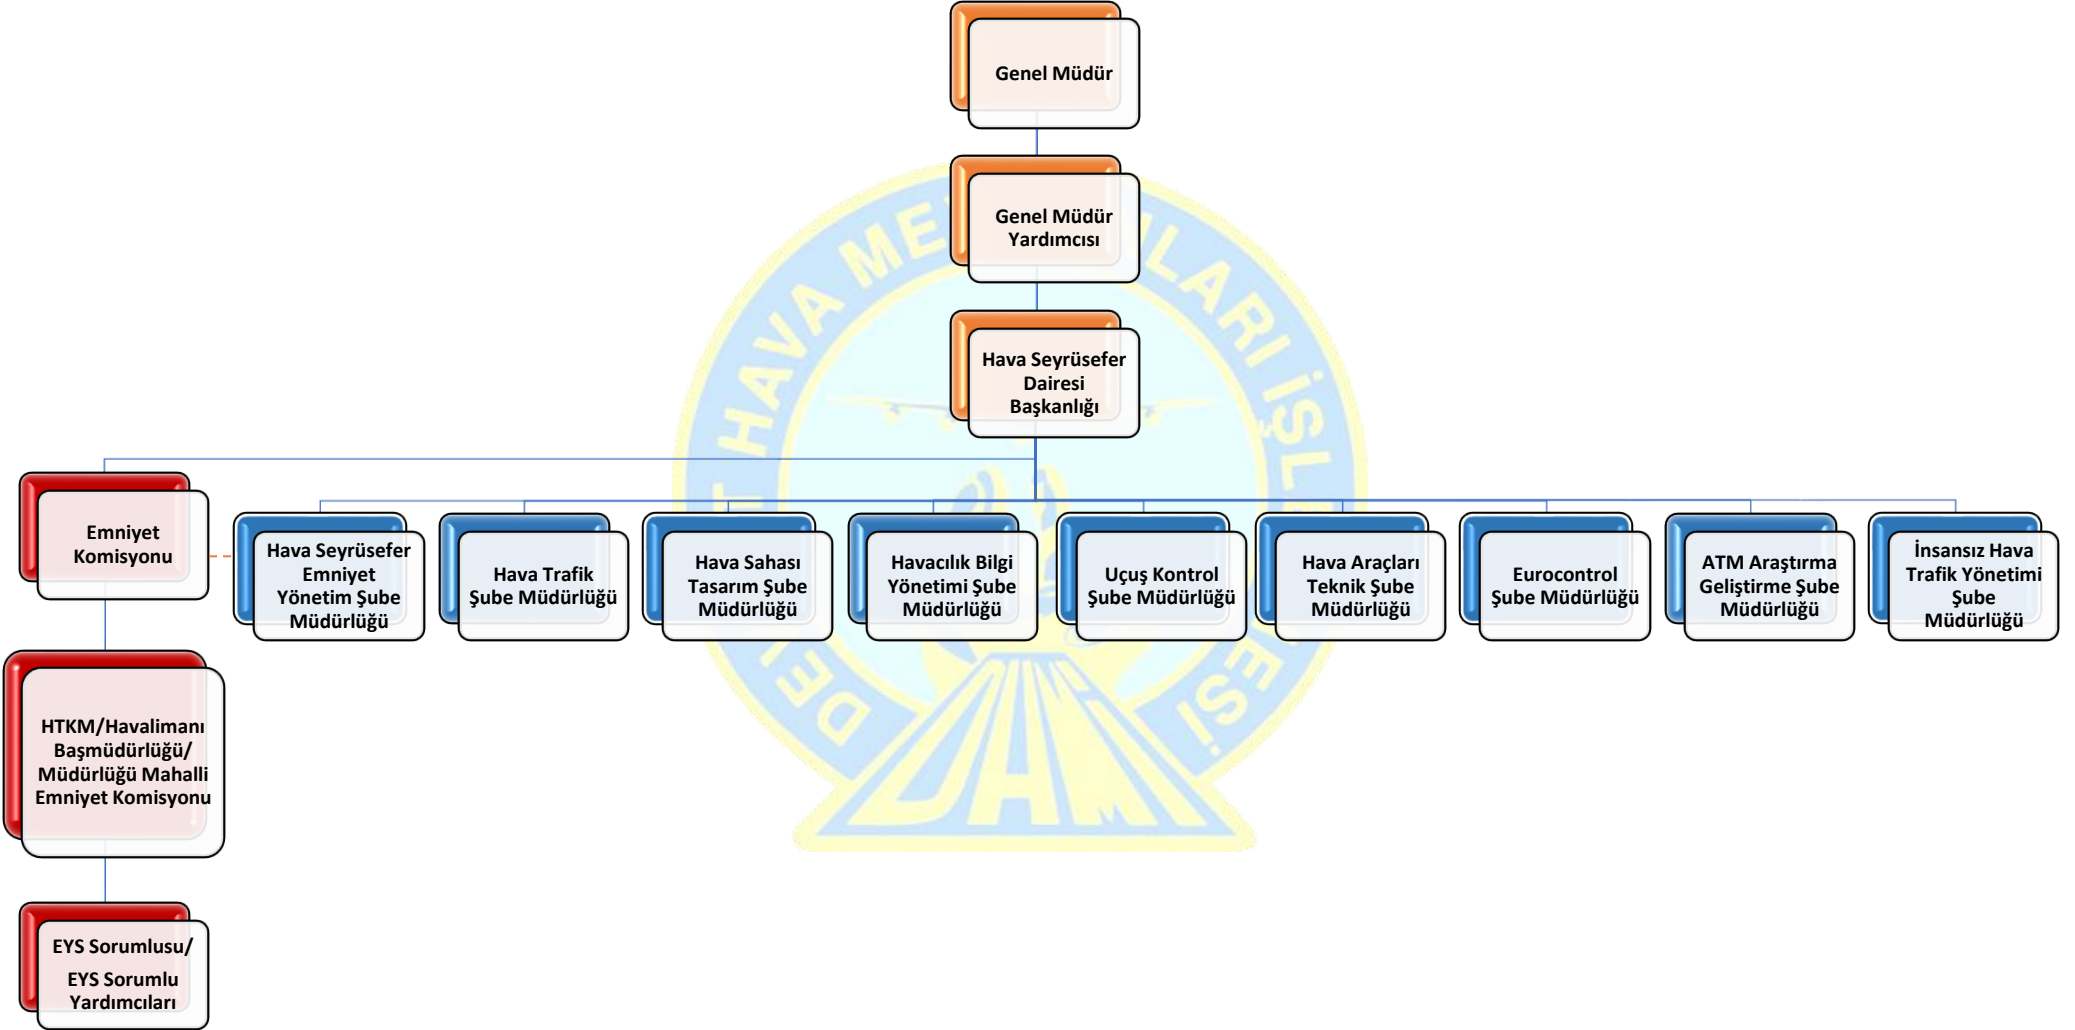 Genel Müdür
Genel Müdür
Yardımcısı
Hava Seyrüsefer
Dairesi
Başkanlığı
Emniyet
Komisyonu
Hava Seyrüsefer
Emniyet
Yönetim Şube
Müdürlüğü
Hava Trafik
Şube Müdürlüğü
Hava Sahası
Tasarım Şube
Müdürlüğü
Havacılık Bilgi
Yönetimi Şube
Müdürlüğü
Uçuş Kontrol
Şube Müdürlüğü
Hava Araçları
Teknik Şube
Müdürlüğü
Eurocontrol
Şube Müdürlüğü
ATM Araştırma
Geliştirme Şube
Müdürlüğü
İnsansız Hava
Trafik Yönetimi
Şube
Müdürlüğü
HTKM/Havalimanı
Başmüdürlüğü/
Müdürlüğü Mahalli
Emniyet Komisyonu
EYS Sorumlusu/
EYS Sorumlu
Yardımcıları
HAVA
DHMİ